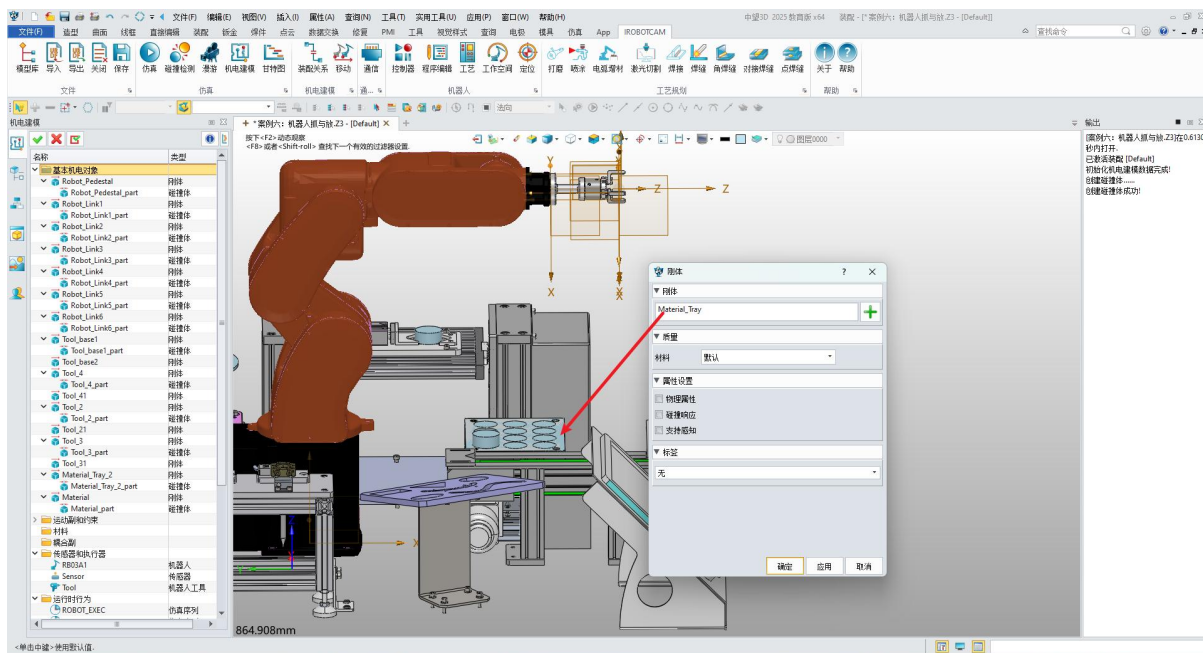 文件(F) 编辑(E) 视图(V) 插入(I) 属性(A) 查询(N) 工具(T) 实用工具(U) 应用(P) 窗口(W) 帮助(H)
中望3D 2025 教育版 x64 装配 - [* 案例六：机器人抓与放.Z3 - [Default]]
文件(F) 造型 曲面 线框 直接编辑 装配 钣金 焊件 点云 数据交换 修复 PMI 工具 视觉样式 查询 电极 模具 仿真 App IROBOTCAM
查找命令
模型库 导入 导出 关闭 保存 仿真 碰撞检测 漫游 机电建模 甘特图 装配关系 移动 通信 控制器 程序编辑 工艺 工作空间 定位 打磨 喷涂 电弧增材 激光切割 焊接 焊缝 角焊缝 对接焊缝 点焊缝 关于 帮助
文件 仿真 机电建模 通... 机器人 工艺规划 帮助
法向
机电建模
* 案例六：机器人抓与放.Z3 - [Default]
输出
按下<F2>动态观察
<F8> 或者<Shift-roll> 查找下一个有效的过滤器设置.
图层0000
[案例六：机器人抓与放.Z3]在0.6130
秒内打开.
已激活装配 [Default]
初始化机电建模数据完成!
创建碰撞体......
创建碰撞体成功!
名称 类型
基本机电对象
Robot_Pedestal 刚体
Robot_Pedestal_part 碰撞体
Robot_Link1 刚体
Robot_Link1_part 碰撞体
Robot_Link2 刚体
Robot_Link2_part 碰撞体
Robot_Link3 刚体
Robot_Link3_part 碰撞体
Robot_Link4 刚体
Robot_Link4_part 碰撞体
Robot_Link5 刚体
Robot_Link5_part 碰撞体
Robot_Link6 刚体
Robot_Link6_part 碰撞体
Tool_base1 刚体
Tool_base1_part 碰撞体
Tool_base2 刚体
Tool_4 刚体
Tool_4_part 碰撞体
Tool_41 刚体
Tool_2 刚体
Tool_2_part 碰撞体
Tool_21 刚体
Tool_3 刚体
Tool_3_part 碰撞体
Tool_31 刚体
Material_Tray_2 刚体
Material_Tray_2_part 碰撞体
Material 刚体
Material_part 碰撞体
运动副和约束
材料
耦合副
传感器和执行器
RB03A1 机器人
Sensor 传感器
Tool 机器人工具
运行时行为
ROBOT_EXEC 仿真序列
Y Y
Z Z
X X
X
Z
X
Y
864.908mm
刚体
刚体
Material_Tray
质量
材料 默认
属性设置
物理属性
碰撞响应
支持感知
标签
无
确定 应用 取消
<单击中键>使用默认值.